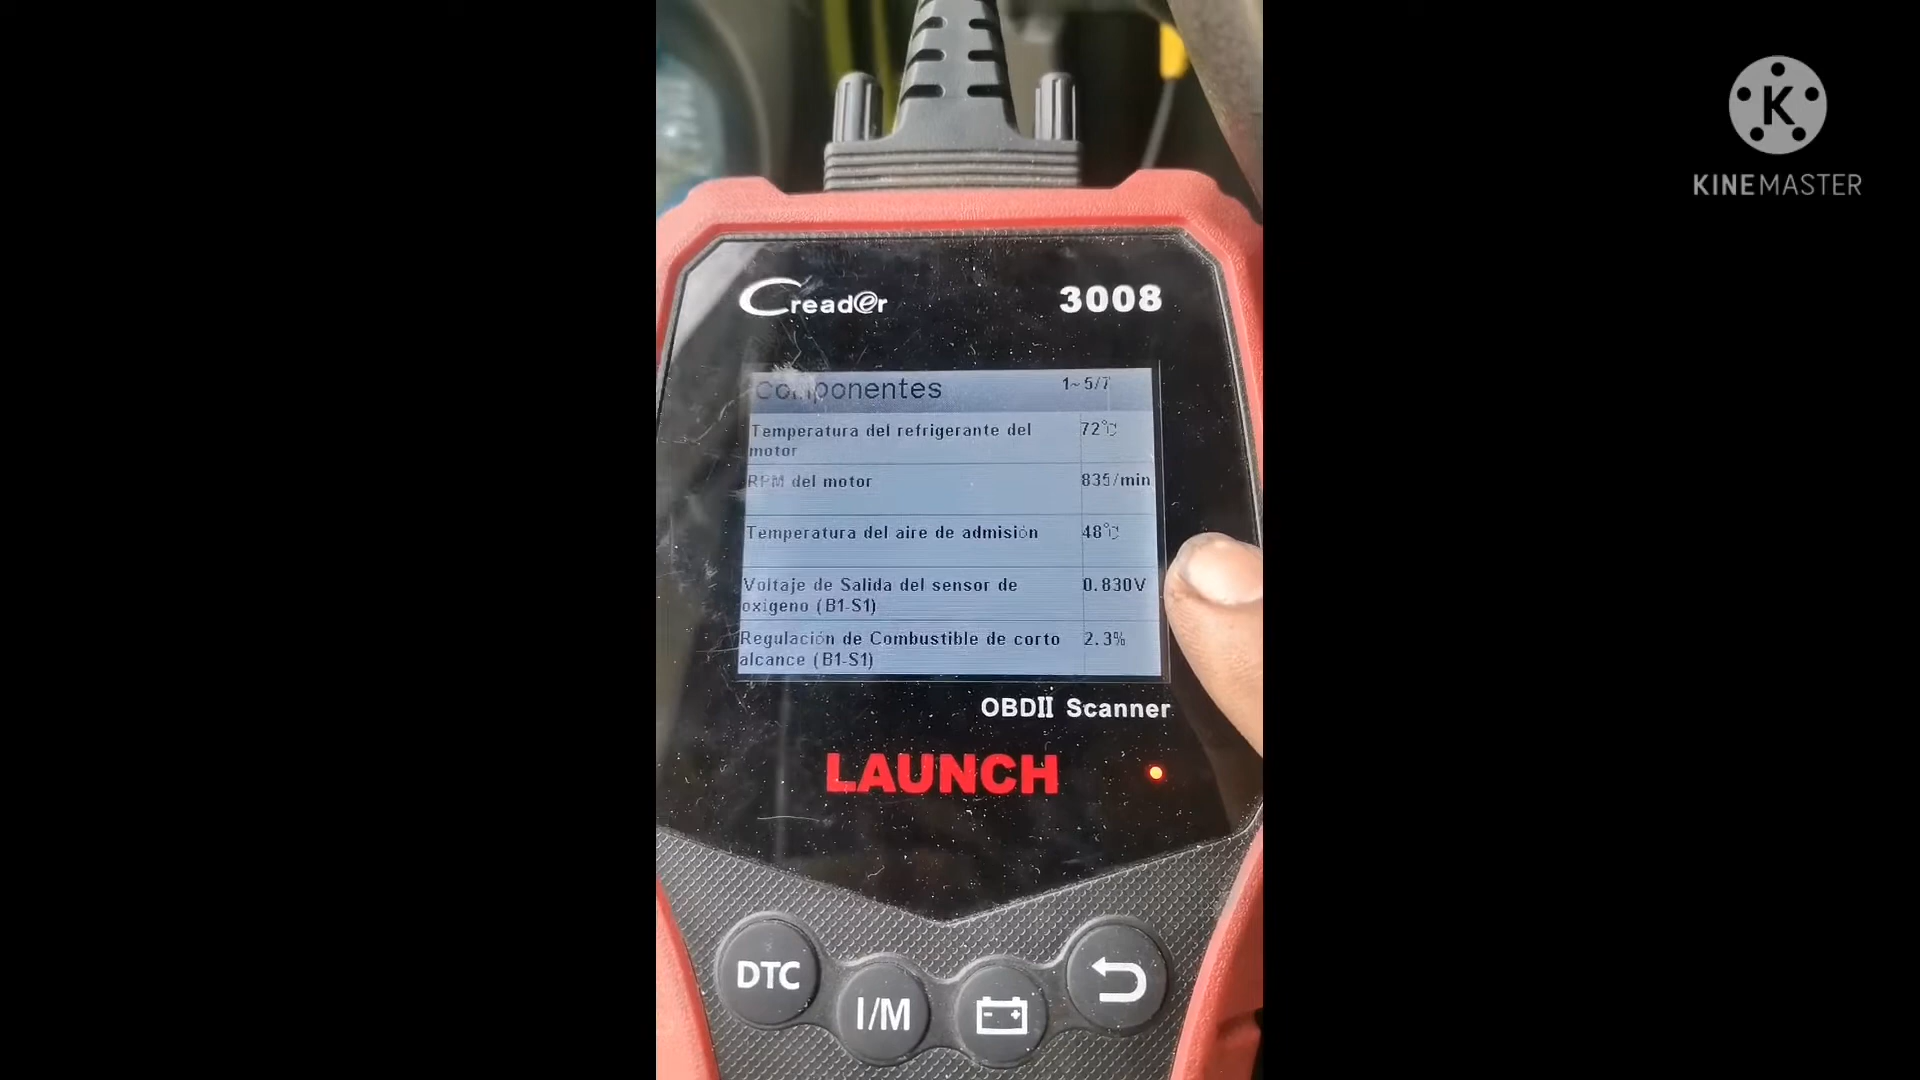 K
KINEMASTER
Creader 3008
Componentes 1~5/7
Temperatura del refrigerante del 72°C
motor
RPM del motor 835/min
Temperatura del aire de admisión 48°C
Voltaje de Salida del sensor de 0.830V
oxigeno (B1-S1)
Regulación de Combustible de corto 2.3%
alcance (B1-S1)
OBDII Scanner
LAUNCH
DTC
I/M